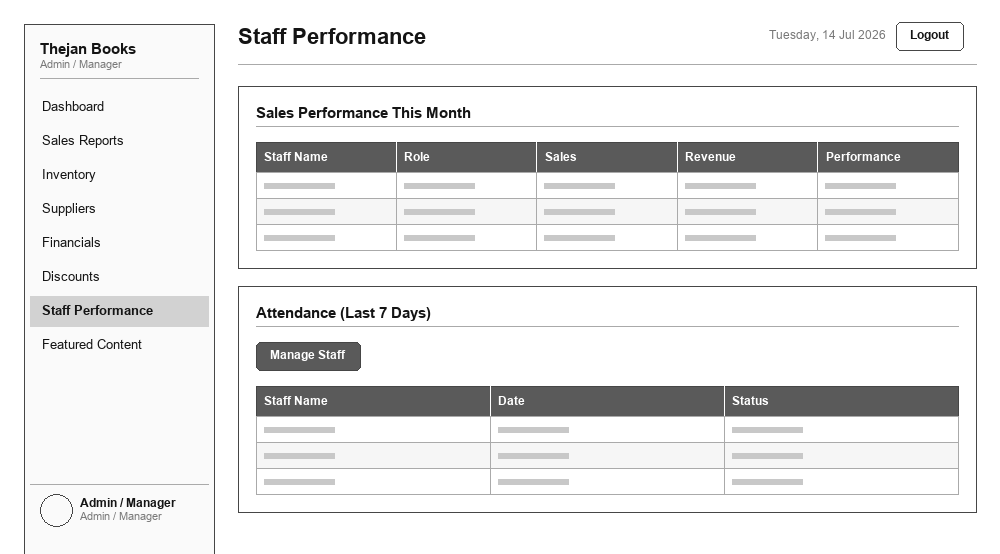 Thejan Books
Admin / Manager
Dashboard
Sales Reports
Inventory
Suppliers
Financials
Discounts
Staff Performance
Featured Content
Admin / Manager
Admin / Manager
Staff Performance
Tuesday, 14 Jul 2026
Logout
Sales Performance This Month
Staff Name Role Sales Revenue Performance
Attendance (Last 7 Days)
Manage Staff
Staff Name Date Status